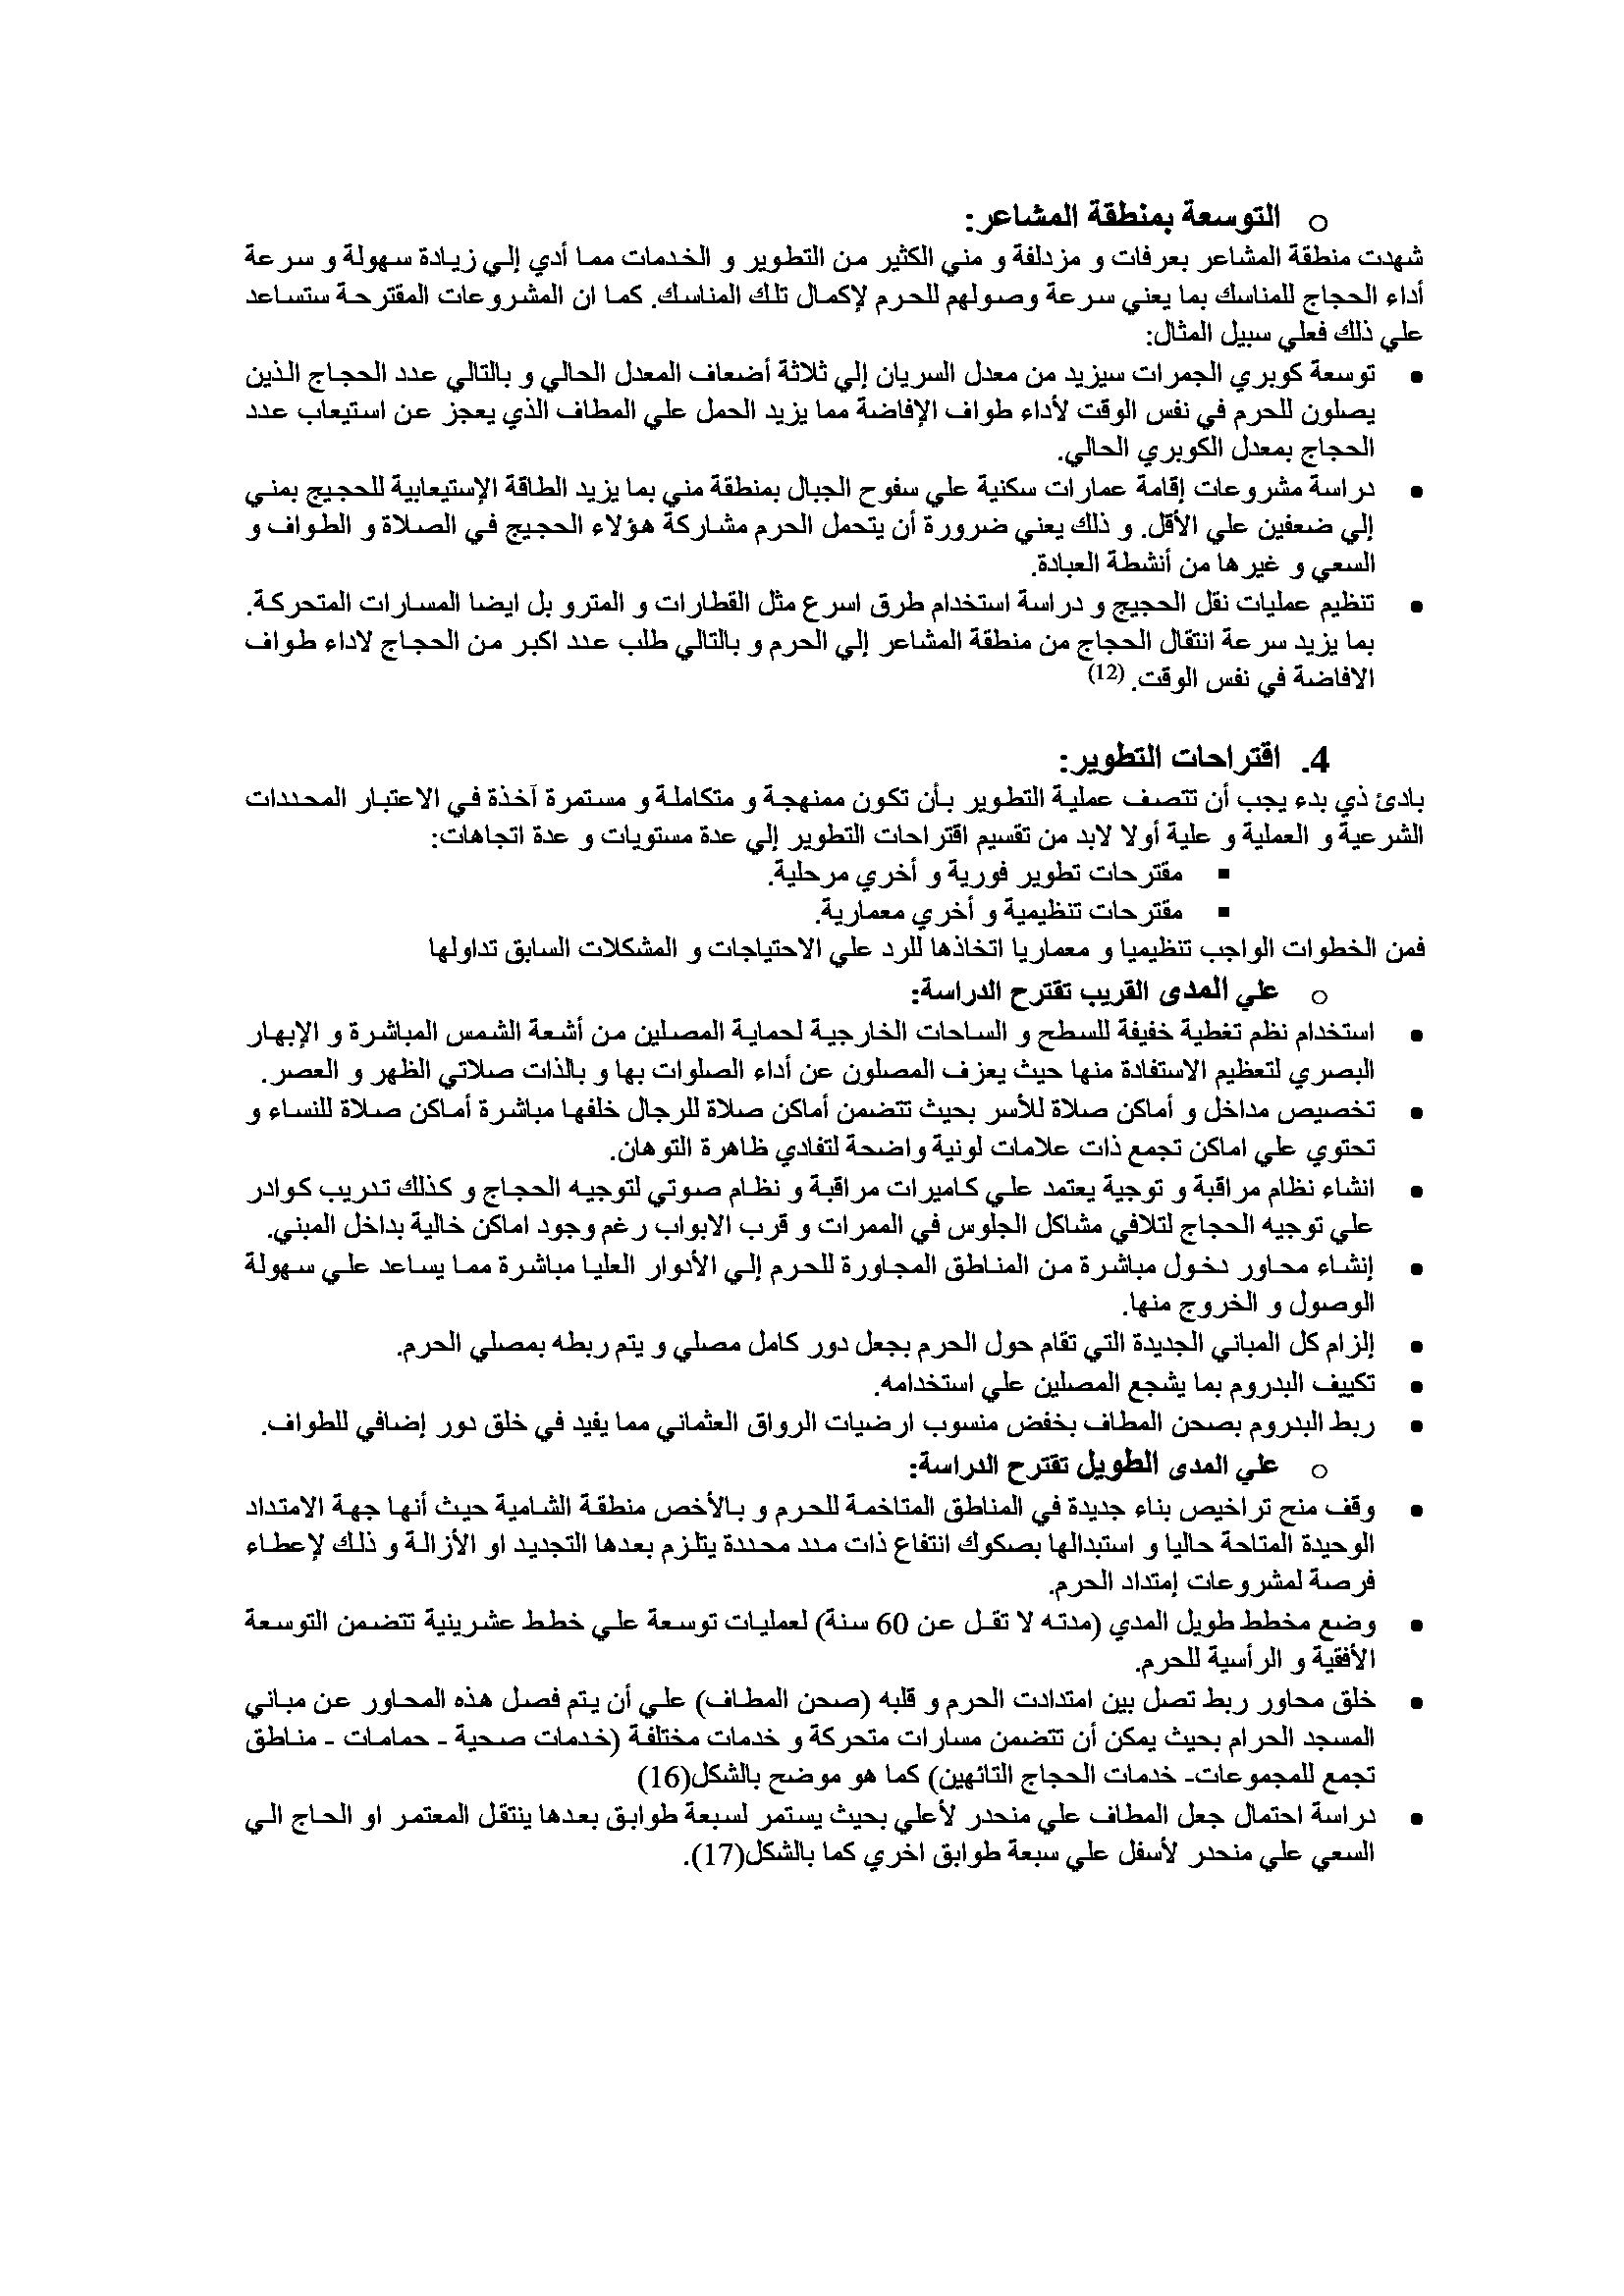 ○ التوسعة بمنطقة المشاعر:
شهدت منطقة المشاعر بعرفات و مزدلفة و مني الكثير من التطوير و الخدمات مما أدي إلي زيادة سهولة و سرعة
أداء الحجاج للمناسك بما يعني سرعة وصولهم للحرم لإكمال تلك المناسك. كما ان المشروعات المقترحة ستساعد
علي ذلك فعلي سبيل المثال:
• توسعة كوبري الجمرات سيزيد من معدل السريان إلي ثلاثة أضعاف المعدل الحالي و بالتالي عدد الحجاج الذين
يصلون للحرم في نفس الوقت لأداء طواف الإفاضة مما يزيد الحمل علي المطاف الذي يعجز عن استيعاب عدد
الحجاج بمعدل الكوبري الحالي.
• دراسة مشروعات إقامة عمارات سكنية علي سفوح الجبال بمنطقة مني بما يزيد الطاقة الإستيعابية للحجيج بمني
إلي ضعفين علي الأقل. و ذلك يعني ضرورة أن يتحمل الحرم مشاركة هؤلاء الحجيج في الصلاة و الطواف و
السعي و غيرها من أنشطة العبادة.
• تنظيم عمليات نقل الحجيج و دراسة استخدام طرق اسرع مثل القطارات و المترو بل ايضا المسارات المتحركة.
بما يزيد سرعة انتقال الحجاج من منطقة المشاعر إلي الحرم و بالتالي طلب عدد اكبر من الحجاج لاداء طواف
الافاضة في نفس الوقت. (12)
4. اقتراحات التطوير:
بادئ ذي بدء يجب أن تتصف عملية التطوير بأن تكون ممنهجة و متكاملة و مستمرة آخذة في الاعتبار المحددات
الشرعية و العملية و علية أولا لابد من تقسيم اقتراحات التطوير إلي عدة مستويات و عدة اتجاهات:
▪ مقترحات تطوير فورية و أخري مرحلية.
▪ مقترحات تنظيمية و أخري معمارية.
فمن الخطوات الواجب تنظيميا و معماريا اتخاذها للرد علي الاحتياجات و المشكلات السابق تداولها
○ علي المدى القريب تقترح الدراسة:
• استخدام نظم تغطية خفيفة للسطح و الساحات الخارجية لحماية المصلين من أشعة الشمس المباشرة و الإبهار
البصري لتعظيم الاستفادة منها حيث يعزف المصلون عن أداء الصلوات بها و بالذات صلاتي الظهر و العصر.
• تخصيص مداخل و أماكن صلاة للأسر بحيث تتضمن أماكن صلاة للرجال خلفها مباشرة أماكن صلاة للنساء و
تحتوي علي اماكن تجمع ذات علامات لونية واضحة لتفادي ظاهرة التوهان.
• انشاء نظام مراقبة و توجية يعتمد علي كاميرات مراقبة و نظام صوتي لتوجيه الحجاج و كذلك تدريب كوادر
علي توجيه الحجاج لتلافي مشاكل الجلوس في الممرات و قرب الابواب رغم وجود اماكن خالية بداخل المبني.
• إنشاء محاور دخول مباشرة من المناطق المجاورة للحرم إلي الأدوار العليا مباشرة مما يساعد علي سهولة
الوصول و الخروج منها.
• إلزام كل المباني الجديدة التي تقام حول الحرم بجعل دور كامل مصلي و يتم ربطه بمصلي الحرم.
• تكييف البدروم بما يشجع المصلين علي استخدامه.
• ربط البدروم بصحن المطاف بخفض منسوب ارضيات الرواق العثماني مما يفيد في خلق دور إضافي للطواف.
○ علي المدى الطويل تقترح الدراسة:
• وقف منح تراخيص بناء جديدة في المناطق المتاخمة للحرم و بالأخص منطقة الشامية حيث أنها جهة الامتداد
الوحيدة المتاحة حاليا و استبدالها بصكوك انتفاع ذات مدد محددة يتلزم بعدها التجديد او الأزالة و ذلك لإعطاء
فرصة لمشروعات إمتداد الحرم.
• وضع مخطط طويل المدي (مدته لا تقل عن 60 سنة) لعمليات توسعة علي خطط عشرينية تتضمن التوسعة
الأفقية و الرأسية للحرم.
• خلق محاور ربط تصل بين امتدادت الحرم و قلبه (صحن المطاف) علي أن يتم فصل هذه المحاور عن مباني
المسجد الحرام بحيث يمكن أن تتضمن مسارات متحركة و خدمات مختلفة (خدمات صحية - حمامات - مناطق
تجمع للمجموعات- خدمات الحجاج التائهين) كما هو موضح بالشكل(16)
• دراسة احتمال جعل المطاف علي منحدر لأعلي بحيث يستمر لسبعة طوابق بعدها ينتقل المعتمر او الحاج الي
السعي علي منحدر لأسفل علي سبعة طوابق اخري كما بالشكل(17).